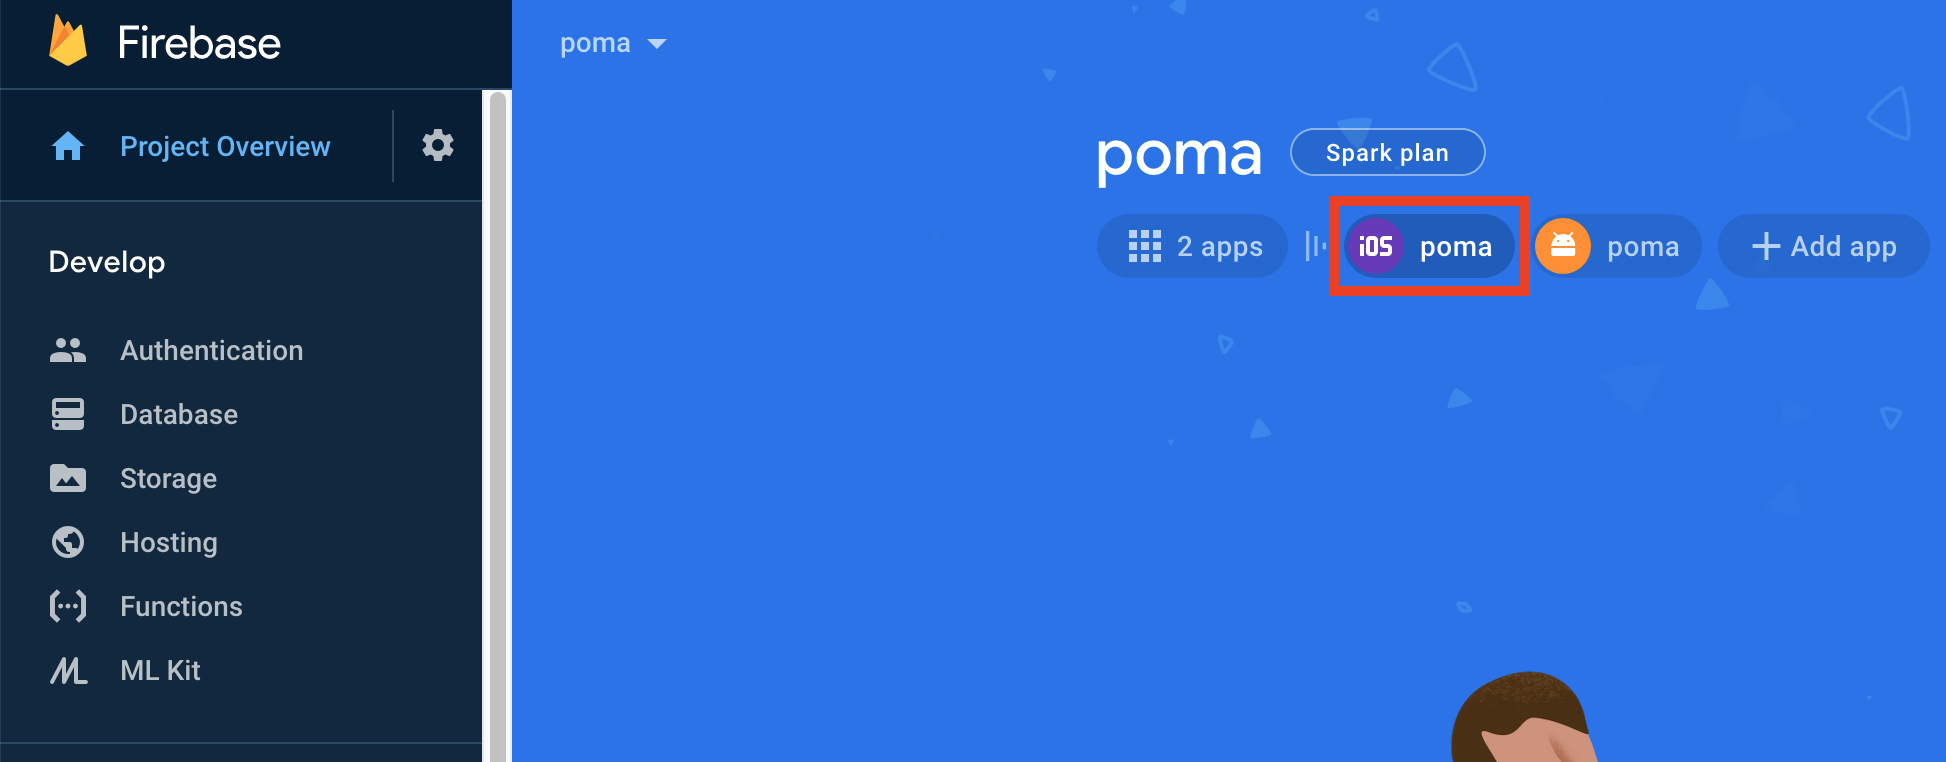 Firebase
poma
Project Overview
poma
Spark plan
2 apps
iOS
poma
poma
Add app
Develop
Authentication
Database
Storage
Hosting
Functions
ML Kit